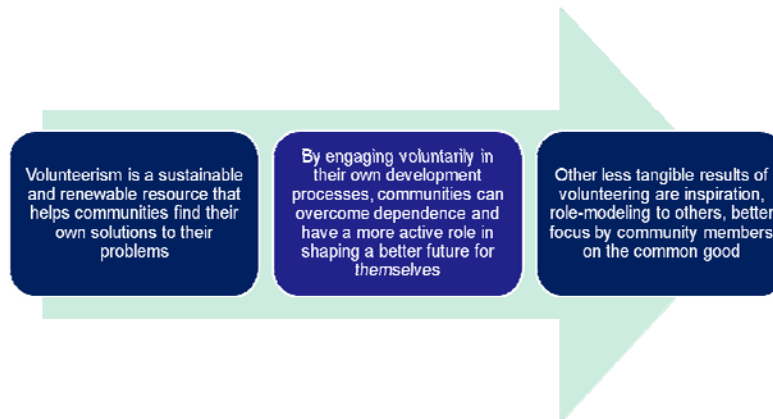 Volunteerism is a sustainable
and renewable resource that
helps communities find their
own solutions to their
problems
By engaging voluntarily in
their own development
processes, communities can
overcome dependence and
have a more active role in
shaping a better future for
themselves
Other less tangible results of
volunteering are inspiration,
role-modeling to others, better
focus by community members
on the common good